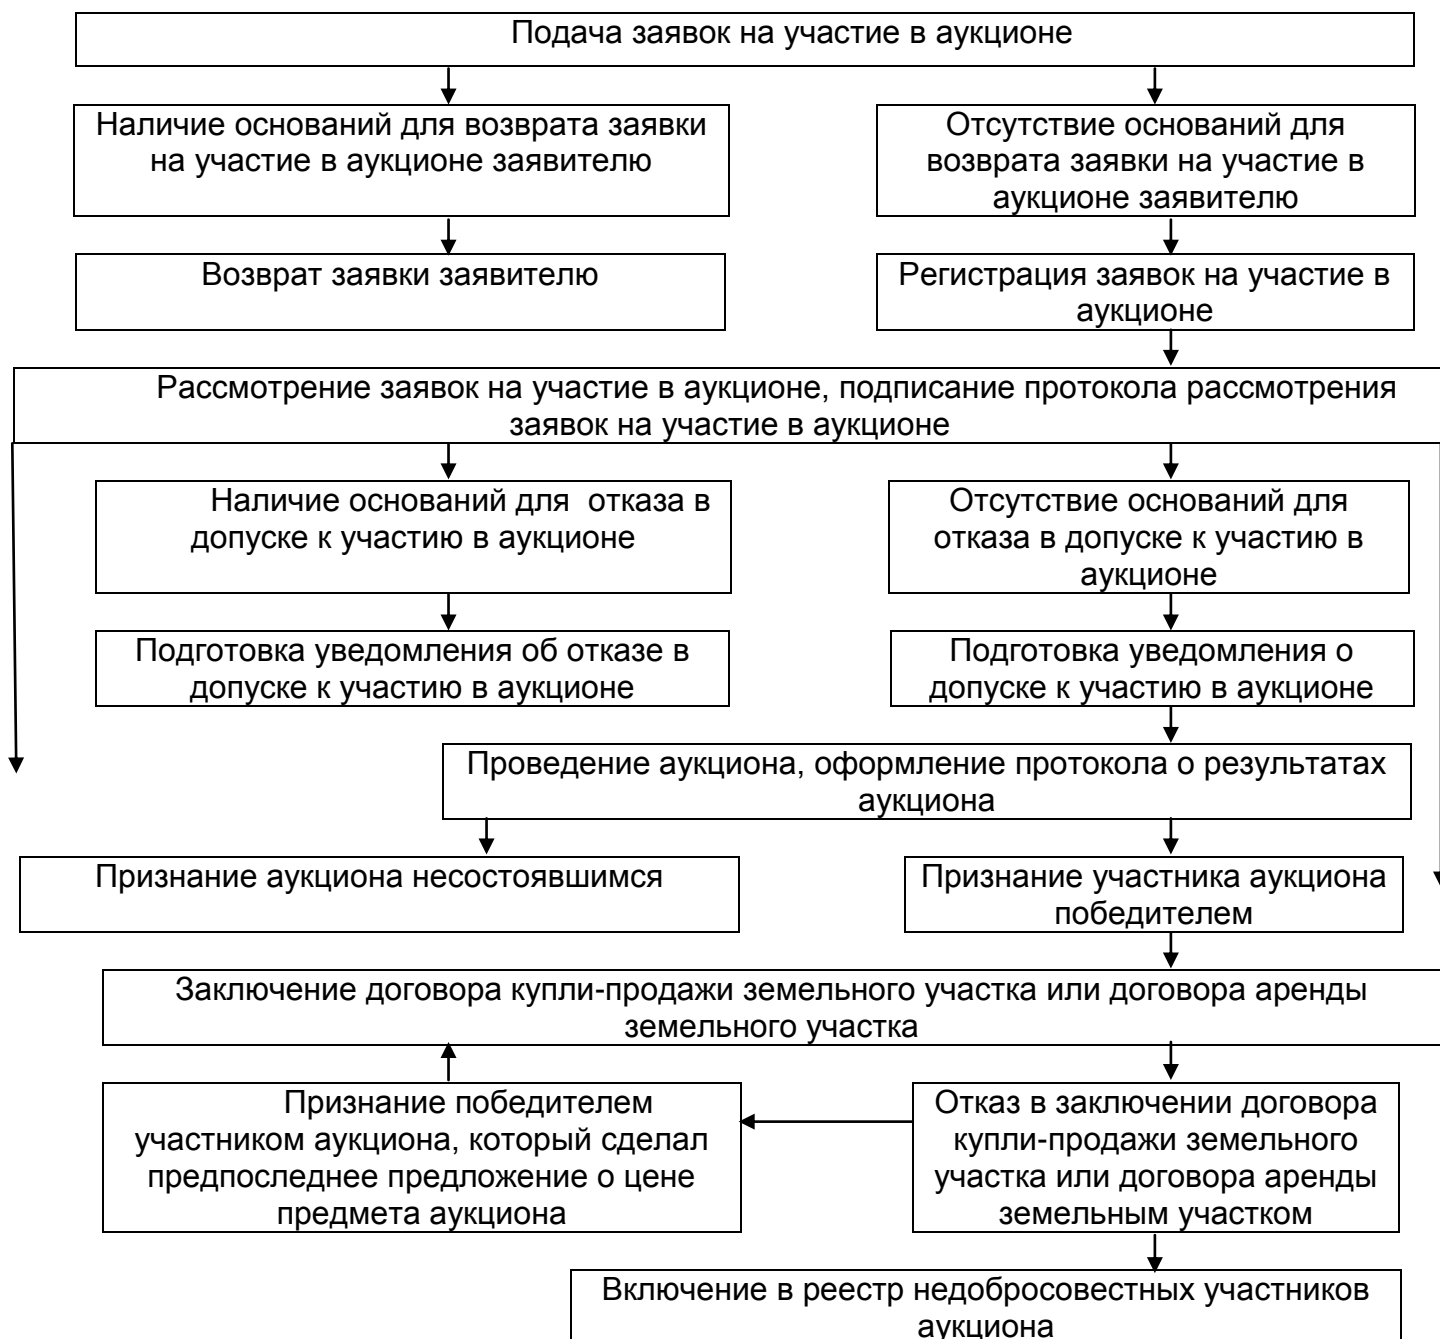 Подача заявок на участие в аукционе
Наличие оснований для возврата заявки
на участие в аукционе заявителю
Отсутствие оснований для
возврата заявки на участие в
аукционе заявителю
Возврат заявки заявителю
Регистрация заявок на участие в
аукционе
Рассмотрение заявок на участие в аукционе, подписание протокола рассмотрения
заявок на участие в аукционе
Наличие оснований для отказа в
допуске к участию в аукционе
Отсутствие оснований для
отказа в допуске к участию в
аукционе
Подготовка уведомления об отказе в
допуске к участию в аукционе
Подготовка уведомления о
допуске к участию в аукционе
Проведение аукциона, оформление протокола о результатах
аукциона
Признание аукциона несостоявшимся
Признание участника аукциона
победителем
Заключение договора купли-продажи земельного участка или договора аренды
земельного участка
Признание победителем
участником аукциона, который сделал
предпоследнее предложение о цене
предмета аукциона
Отказ в заключении договора
купли-продажи земельного
участка или договора аренды
земельным участком
Включение в реестр недобросовестных участников
аукциона